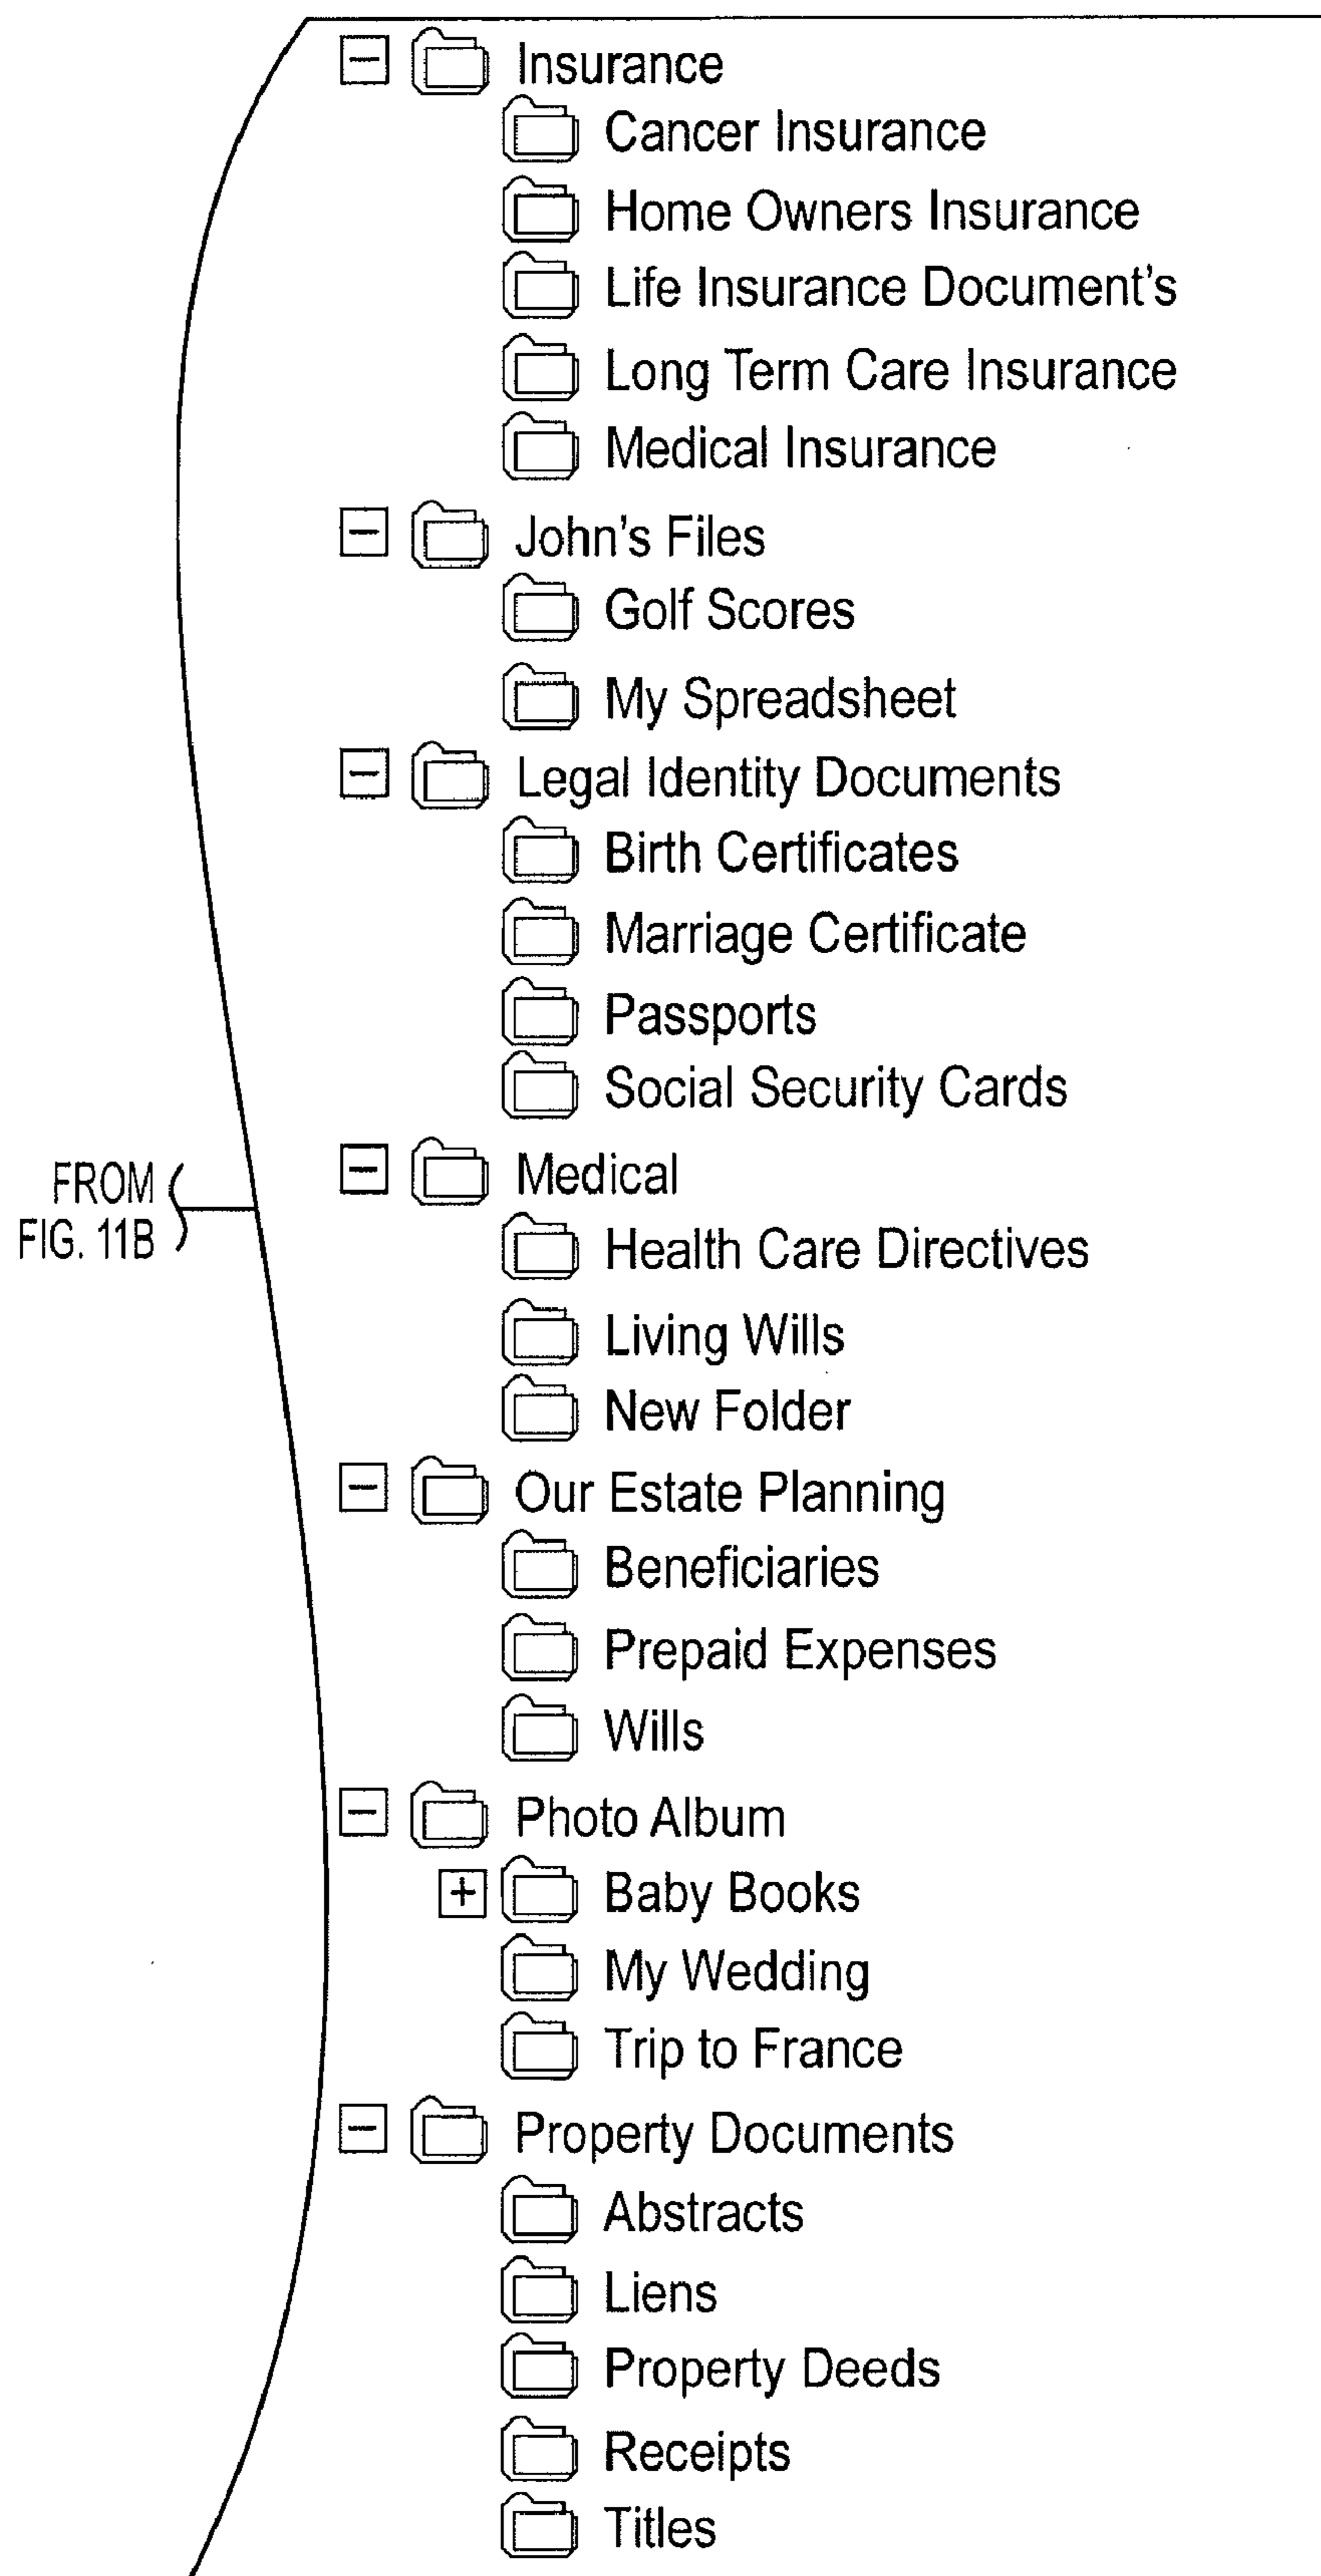 Insurance
Cancer Insurance
Home Owners Insurance
Life Insurance Document's
Long Term Care Insurance
Medical Insurance
John's Files
Golf Scores
My Spreadsheet
Legal Identity Documents
Birth Certificates
Marriage Certificate
Passports
Social Security Cards
FROM
FIG. 11B
Medical
Health Care Directives
Living Wills
New Folder
Our Estate Planning
Beneficiaries
Prepaid Expenses
Wills
Photo Album
Baby Books
My Wedding
Trip to France
Property Documents
Abstracts
Liens
Property Deeds
Receipts
Titles